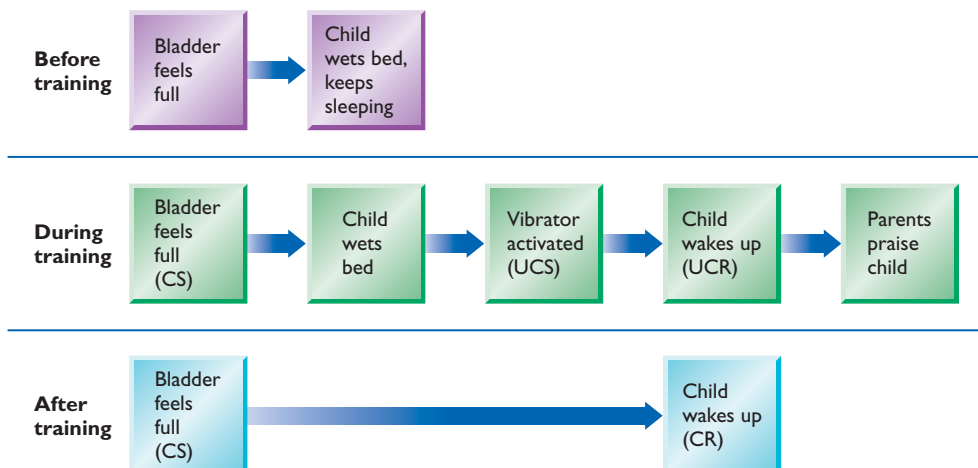 Before
training
Bladder
feels
full
Child
wets bed,
keeps
sleeping
During
training
Bladder
feels
full
(CS)
Child
wets
bed
Vibrator
activated
(UCS)
Child
wakes up
(UCR)
Parents
praise
child
After
training
Bladder
feels
full
(CS)
Child
wakes up
(CR)